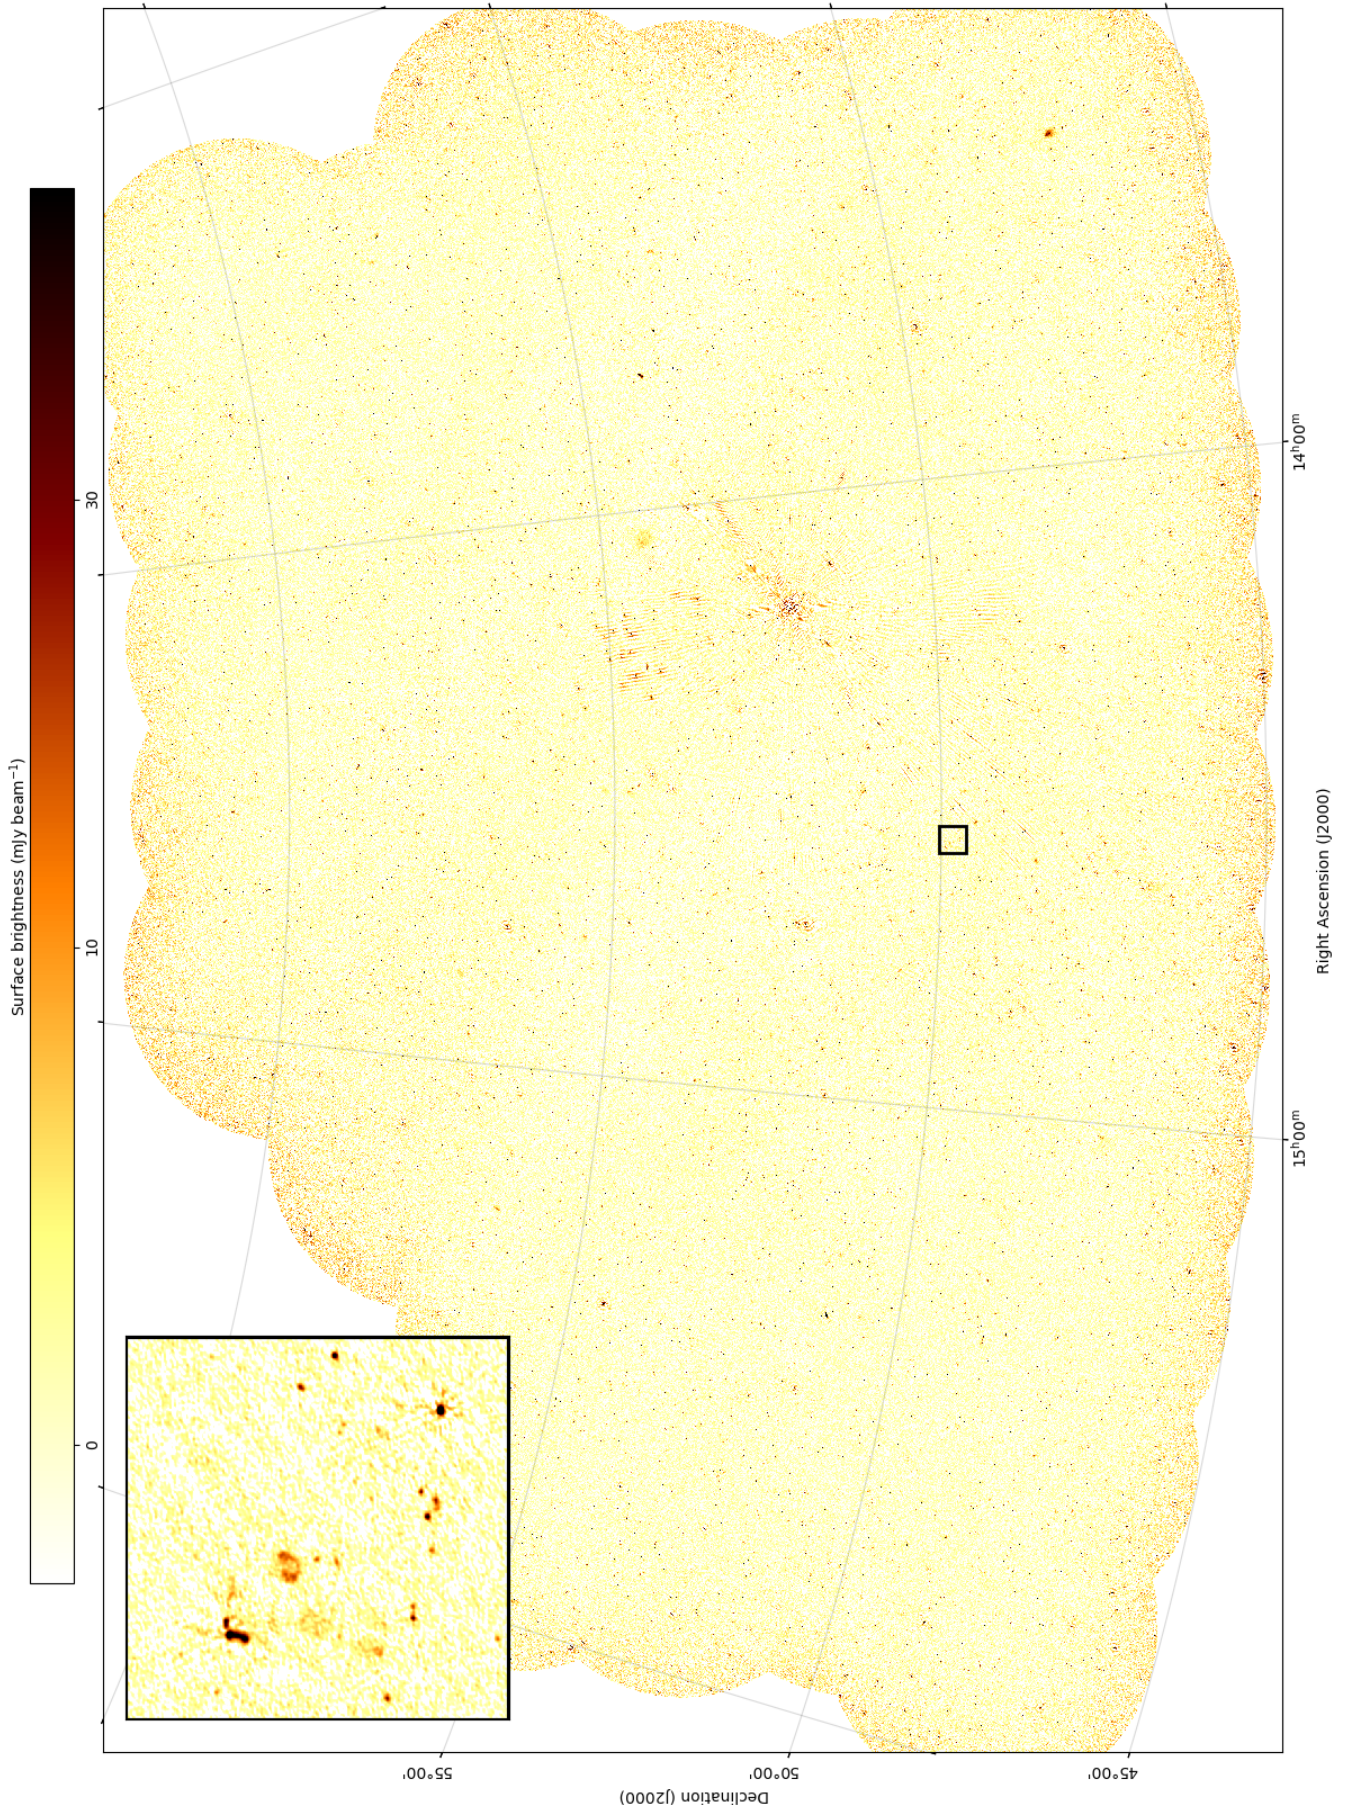 Surface brightness (mJy beam⁻¹)
0
10
30
Right Ascension (J2000)
15ʰ00ᵐ
14ʰ00ᵐ
Declination (J2000)
55°00'
50°00'
45°00'